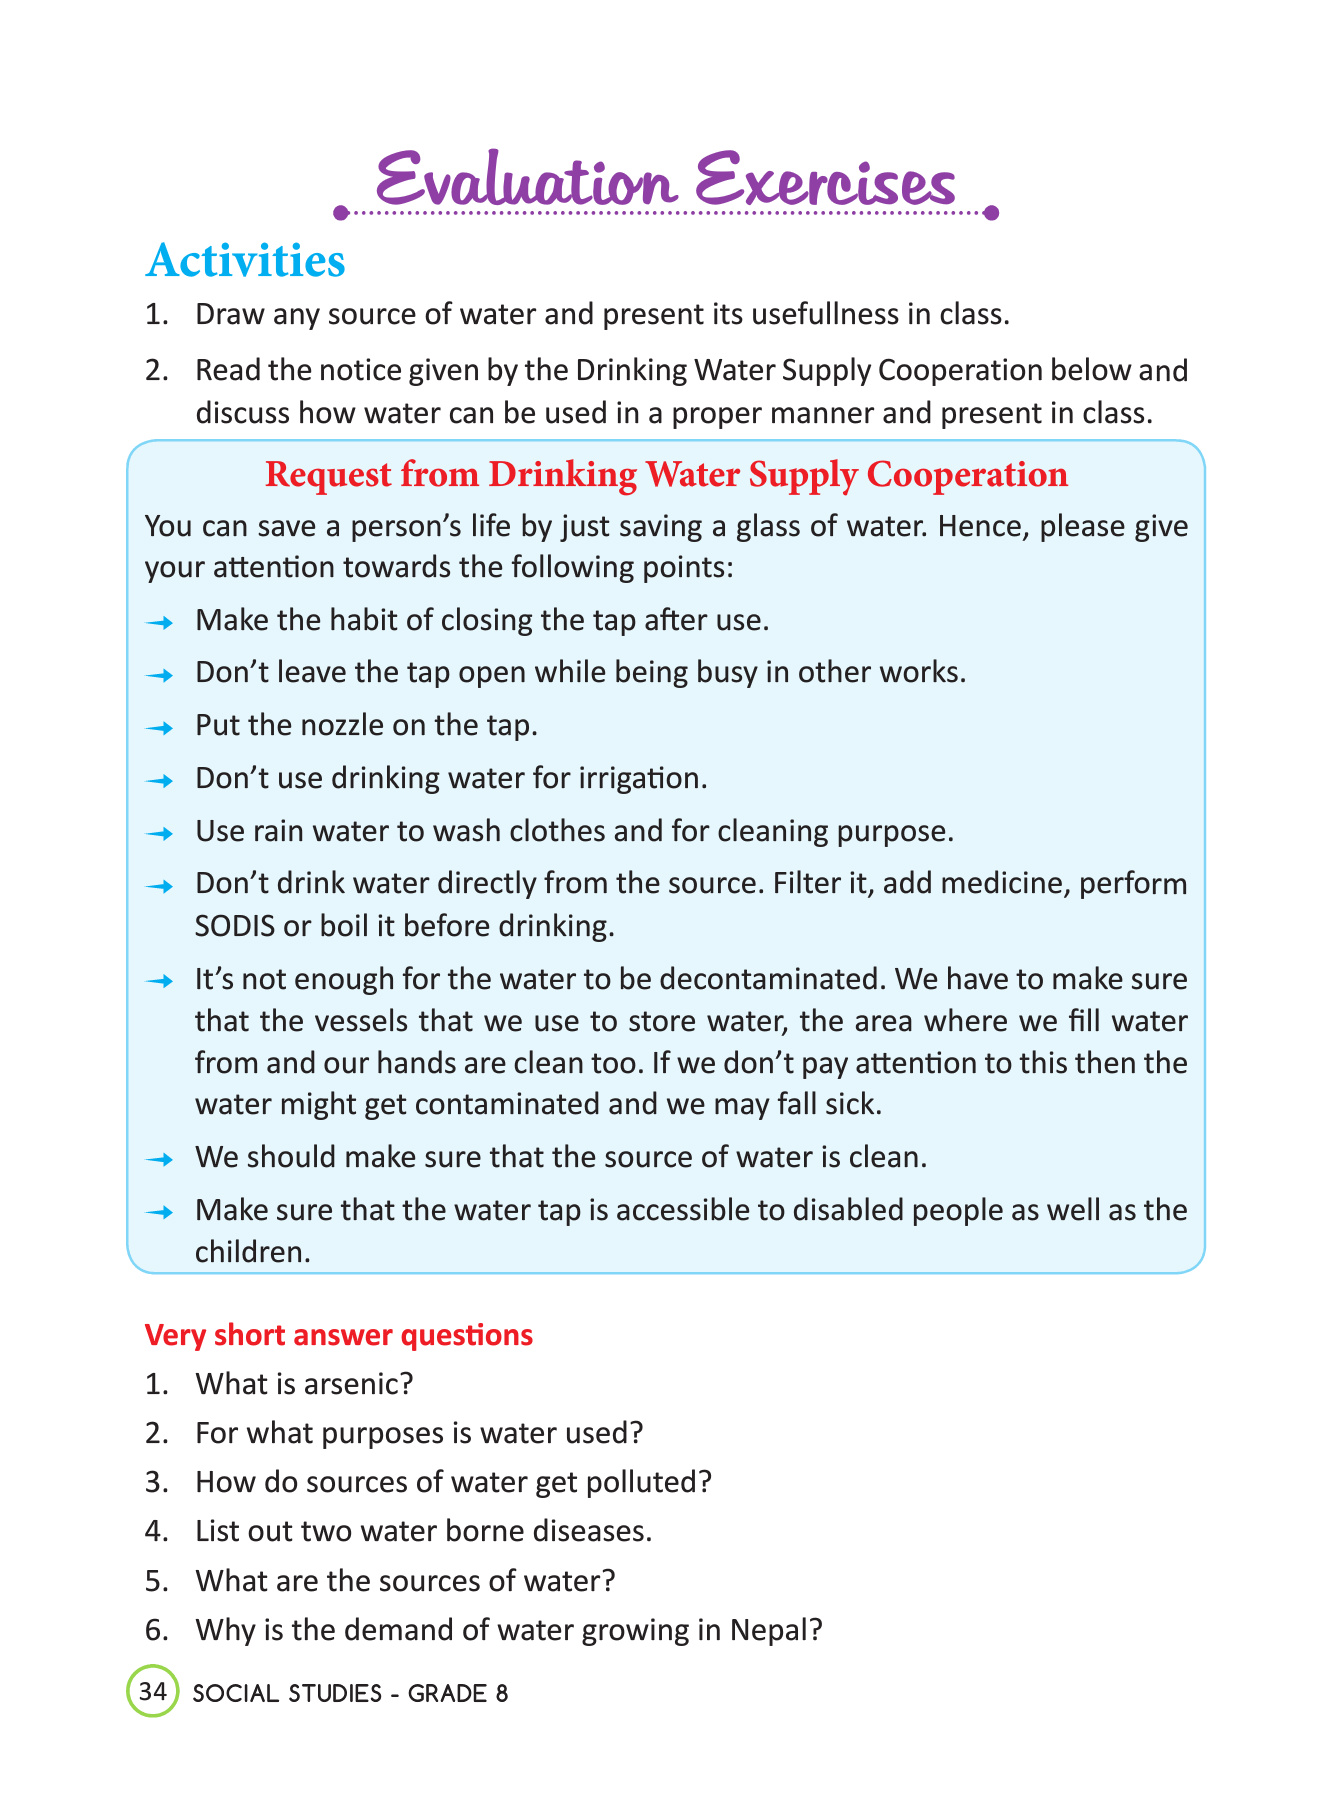 Evaluation Exercises
Activities
1. Draw any source of water and present its usefullness in class.
2. Read the notice given by the Drinking Water Supply Cooperation below and
discuss how water can be used in a proper manner and present in class.
Request from Drinking Water Supply Cooperation
You can save a person’s life by just saving a glass of water. Hence, please give
your attention towards the following points:
→ Make the habit of closing the tap after use.
→ Don’t leave the tap open while being busy in other works.
→ Put the nozzle on the tap.
→ Don’t use drinking water for irrigation.
→ Use rain water to wash clothes and for cleaning purpose.
→ Don’t drink water directly from the source. Filter it, add medicine, perform
SODIS or boil it before drinking.
→ It’s not enough for the water to be decontaminated. We have to make sure
that the vessels that we use to store water, the area where we fill water
from and our hands are clean too. If we don’t pay attention to this then the
water might get contaminated and we may fall sick.
→ We should make sure that the source of water is clean.
→ Make sure that the water tap is accessible to disabled people as well as the
children.
Very short answer questions
1. What is arsenic?
2. For what purposes is water used?
3. How do sources of water get polluted?
4. List out two water borne diseases.
5. What are the sources of water?
6. Why is the demand of water growing in Nepal?
34 SOCIAL STUDIES - GRADE 8